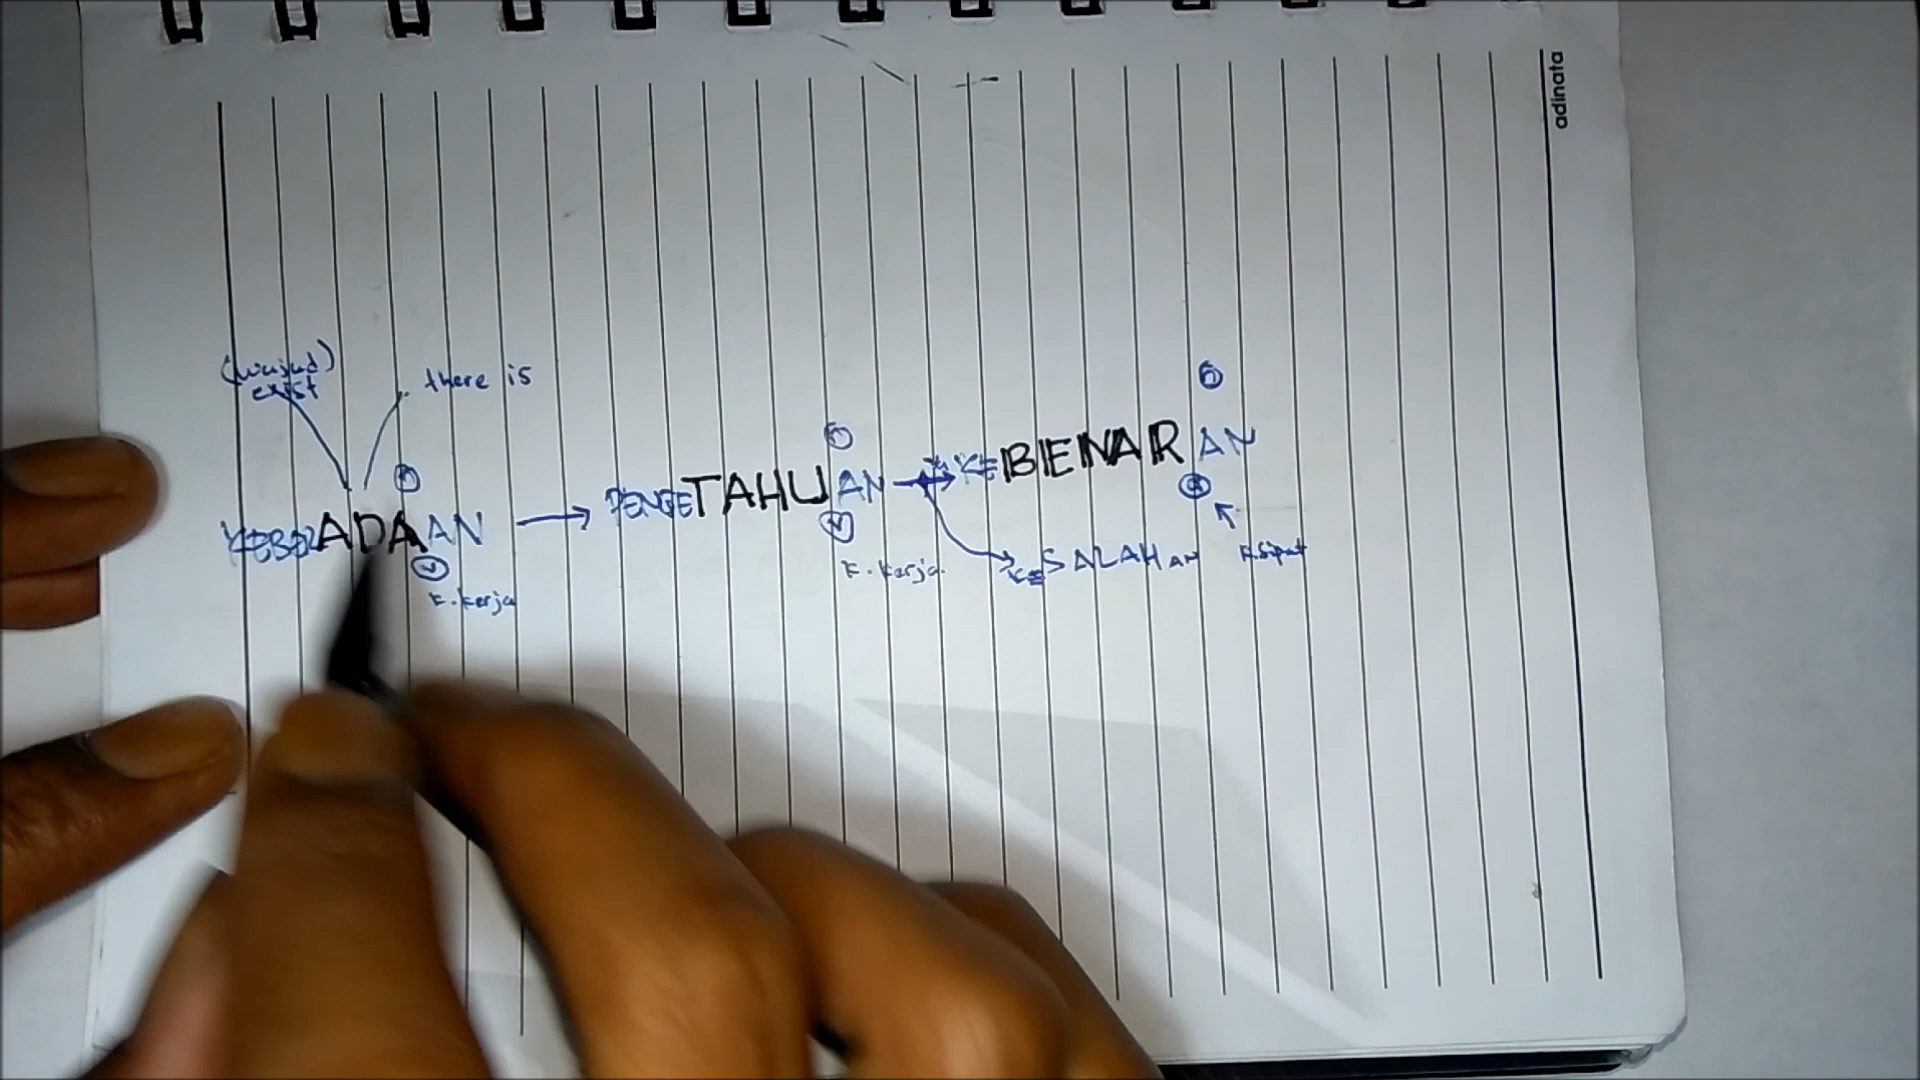 adinata
(wujud)
exist
there is
KEBERADAAN
V
K. kerja
PENGETAHUAN
V
K. kerja.
KEBENARAN
K. Sifat
KESALAHAN